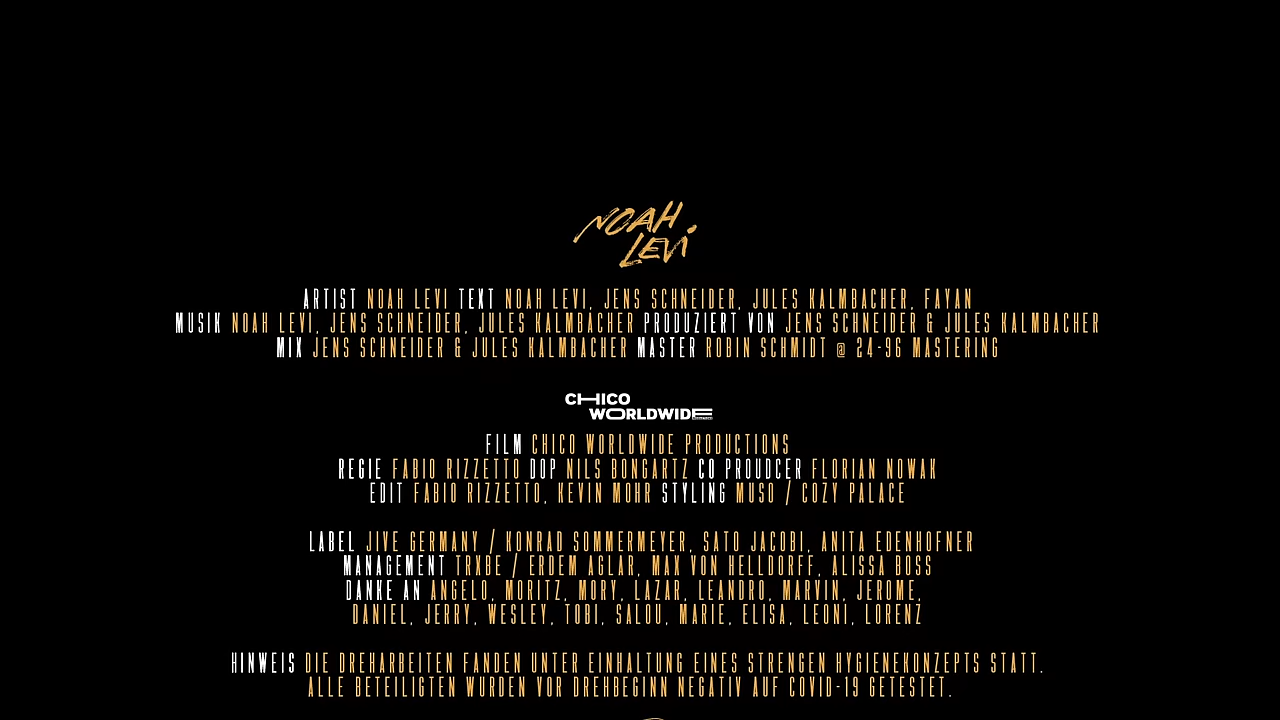 NOAH
LEVI
ARTIST NOAH LEVI TEXT NOAH LEVI, JENS SCHNEIDER, JULES KALMBACHER, FAYAN
MUSIK NOAH LEVI, JENS SCHNEIDER, JULES KALMBACHER PRODUZIERT VON JENS SCHNEIDER & JULES KALMBACHER
MIX JENS SCHNEIDER & JULES KALMBACHER MASTER ROBIN SCHMIDT @ 24-96 MASTERING
CHICO
WORLDWIDE
FILM CHICO WORLDWIDE PRODUCTIONS
REGIE FABIO RIZZETTO DOP NILS BONGARTZ CO PROUDCER FLORIAN NOWAK
EDIT FABIO RIZZETTO, KEVIN MOHR STYLING MUSO / COZY PALACE
LABEL JIVE GERMANY / KONRAD SOMMERMEYER, SATO JACOBI, ANITA EDENHOFNER
MANAGEMENT TRXBE / ERDEM AGLAR, MAX VON HELLDORFF, ALISSA BOSS
DANKE AN ANGELO, MORITZ, MORY, LAZAR, LEANDRO, MARVIN, JEROME,
DANIEL, JERRY, WESLEY, TOBI, SALOU, MARIE, ELISA, LEONI, LORENZ
HINWEIS DIE DREHARBEITEN FANDEN UNTER EINHALTUNG EINES STRENGEN HYGIENEKONZEPTS STATT.
ALLE BETEILIGTEN WURDEN VOR DREHBEGINN NEGATIV AUF COVID-19 GETESTET.